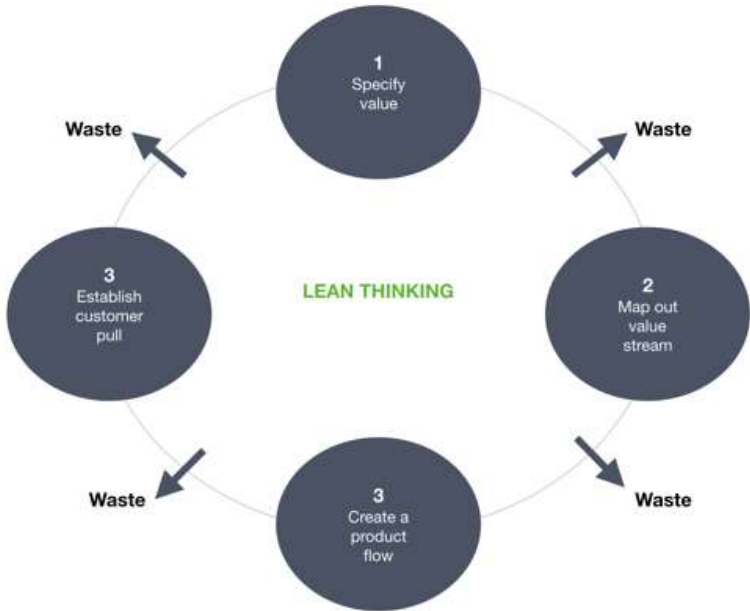 1
Specify
value
Waste
Waste
3
Establish
customer
pull
LEAN THINKING
2
Map out
value
stream
Waste
3
Create a
product
flow
Waste